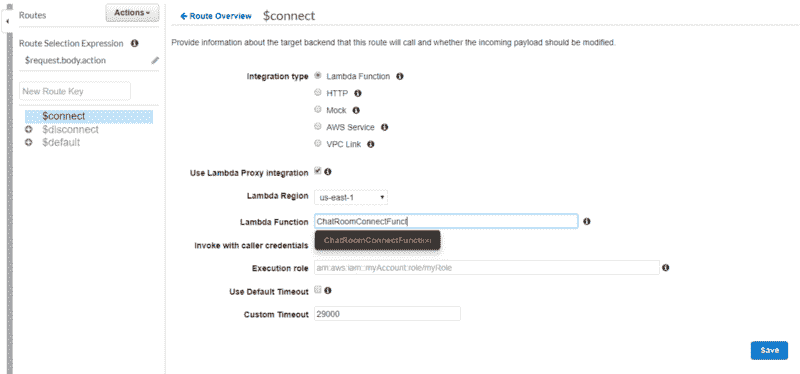 Routes
Actions
Route Selection Expression
$request.body.action
New Route Key
$connect
$disconnect
$default
Route Overview
$connect
Provide information about the target backend that this route will call and whether the incoming payload should be modified.
Integration type
Lambda Function
HTTP
Mock
AWS Service
VPC Link
Use Lambda Proxy integration
Lambda Region
us-east-1
Lambda Function
ChatRoomConnectFunct
ChatRoomConnectFunction
Invoke with caller credentials
Execution role
arn:aws:iam::myAccount:role/myRole
Use Default Timeout
Custom Timeout
29000
Save